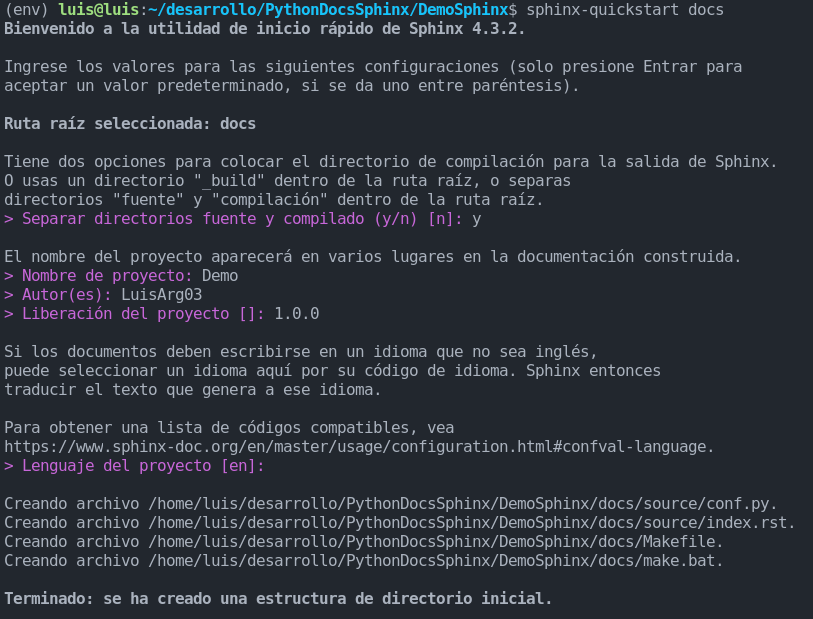 (env) luis@luis:~/desarrollo/PythonDocsSphinx/DemoSphinx$ sphinx-quickstart docs
Bienvenido a la utilidad de inicio rápido de Sphinx 4.3.2.
Ingrese los valores para las siguientes configuraciones (solo presione Entrar para
aceptar un valor predeterminado, si se da uno entre paréntesis).
Ruta raíz seleccionada: docs
Tiene dos opciones para colocar el directorio de compilación para la salida de Sphinx.
O usas un directorio "_build" dentro de la ruta raíz, o separas
directorios "fuente" y "compilación" dentro de la ruta raíz.
> Separar directorios fuente y compilado (y/n) [n]: y
El nombre del proyecto aparecerá en varios lugares en la documentación construida.
> Nombre de proyecto: Demo
> Autor(es): LuisArg03
> Liberación del proyecto []: 1.0.0
Si los documentos deben escribirse en un idioma que no sea inglés,
puede seleccionar un idioma aquí por su código de idioma. Sphinx entonces
traducir el texto que genera a ese idioma.
Para obtener una lista de códigos compatibles, vea
https://www.sphinx-doc.org/en/master/usage/configuration.html#confval-language.
> Lenguaje del proyecto [en]:
Creando archivo /home/luis/desarrollo/PythonDocsSphinx/DemoSphinx/docs/source/conf.py.
Creando archivo /home/luis/desarrollo/PythonDocsSphinx/DemoSphinx/docs/source/index.rst.
Creando archivo /home/luis/desarrollo/PythonDocsSphinx/DemoSphinx/docs/Makefile.
Creando archivo /home/luis/desarrollo/PythonDocsSphinx/DemoSphinx/docs/make.bat.
Terminado: se ha creado una estructura de directorio inicial.